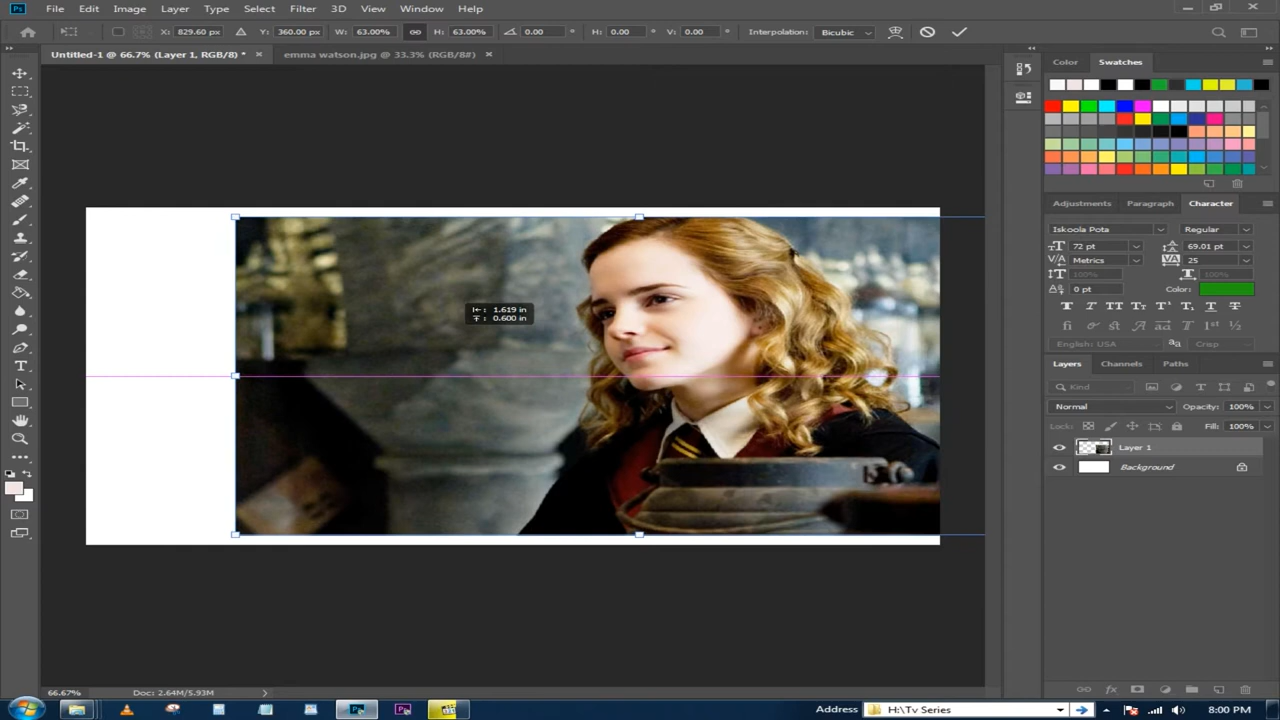 Ps File Edit Image Layer Type Select Filter 3D View Window Help
X: 829.60 px Y: 360.00 px W: 63.00% H: 63.00% 0.00 ° H: 0.00 ° V: 0.00 ° Interpolation: Bicubic
Untitled-1 @ 66.7% (Layer 1, RGB/8) * × emma watson.jpg @ 33.3% (RGB/8#) ×
Color Swatches
Adjustments Paragraph Character
Iskoola Pota Regular
72 pt 69.01 pt
Metrics 25
100% 100%
0 pt Color:
English: USA Crisp
1.619 in
0.600 in
Layers Channels Paths
Kind
Normal Opacity: 100%
Lock: Fill: 100%
Layer 1
Background
66.67% Doc: 2.64M/5.93M
Address H:\Tv Series 8:00 PM